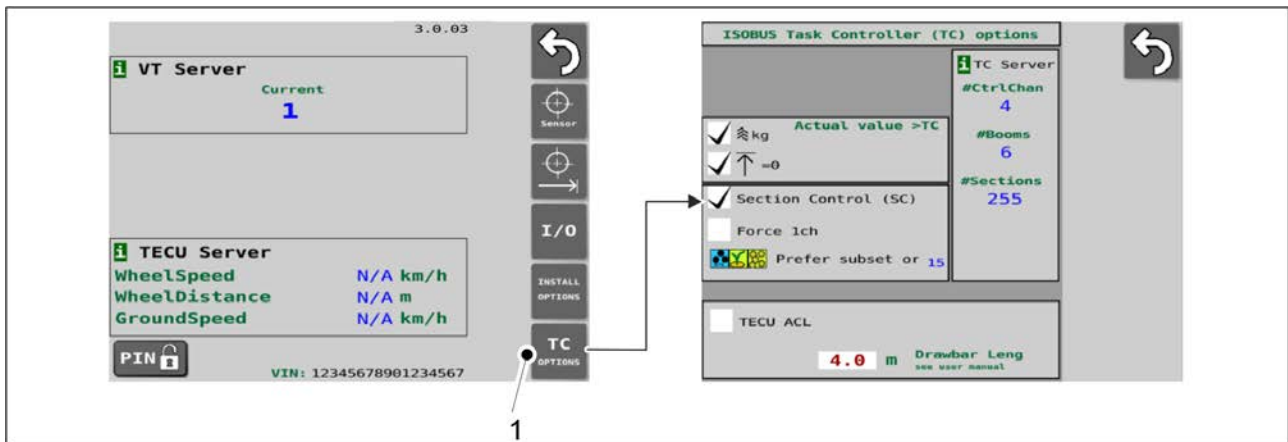 3.0.03
i VT Server
Current
1
Sensor
I/O
INSTALL
OPTIONS
i TECU Server
WheelSpeed N/A km/h
WheelDistance N/A m
GroundSpeed N/A km/h
PIN
TC
OPTIONS
VIN: 12345678901234567
1
ISOBUS Task Controller (TC) options
i TC Server
#CtrlChan
4
#Booms
6
#Sections
255
kg Actual value >TC
=0
Section Control (SC)
Force 1ch
Prefer subset or 15
TECU ACL
4.0 m Drawbar Leng
see user manual